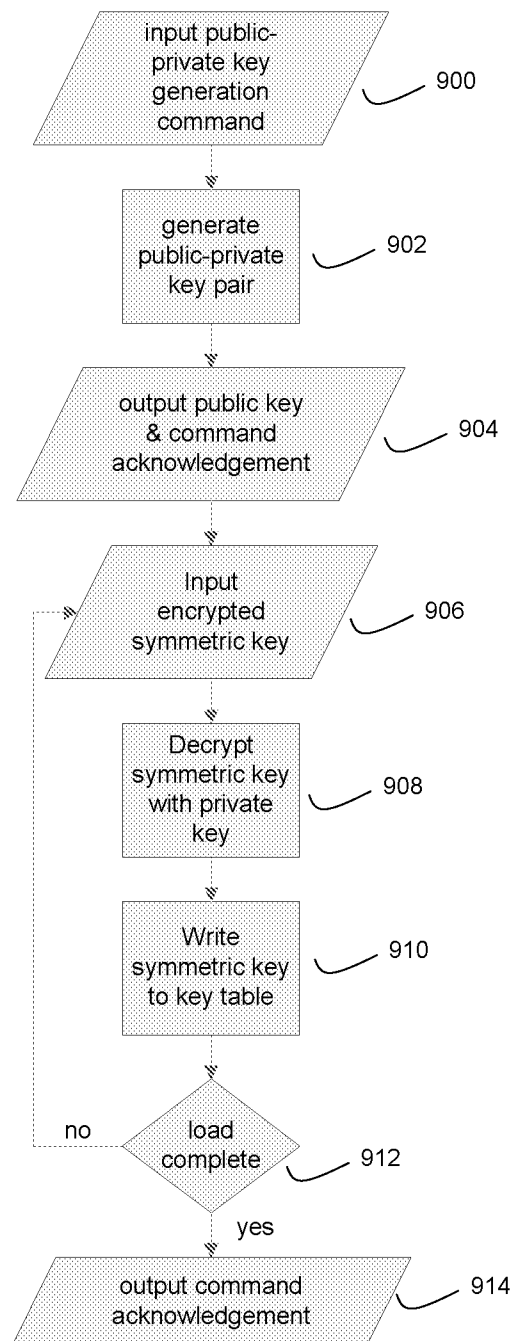 input public-
private key
generation
command
900
generate
public-private
key pair
902
output public key
& command
acknowledgement
904
Input
encrypted
symmetric key
906
Decrypt
symmetric key
with private
key
908
Write
symmetric key
to key table
910
load
complete
no
912
yes
output command
acknowledgement
914